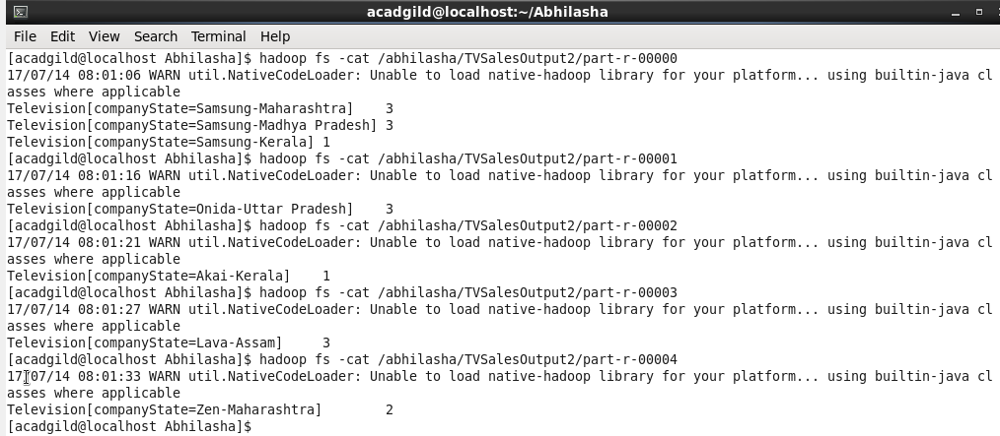 acadgild@localhost:~/Abhilasha
File Edit View Search Terminal Help
[acadgild@localhost Abhilasha]$ hadoop fs -cat /abhilasha/TVSalesOutput2/part-r-00000
17/07/14 08:01:06 WARN util.NativeCodeLoader: Unable to load native-hadoop library for your platform... using builtin-java cl
asses where applicable
Television[companyState=Samsung-Maharashtra]    3
Television[companyState=Samsung-Madhya Pradesh] 3
Television[companyState=Samsung-Kerala] 1
[acadgild@localhost Abhilasha]$ hadoop fs -cat /abhilasha/TVSalesOutput2/part-r-00001
17/07/14 08:01:16 WARN util.NativeCodeLoader: Unable to load native-hadoop library for your platform... using builtin-java cl
asses where applicable
Television[companyState=Onida-Uttar Pradesh]    3
[acadgild@localhost Abhilasha]$ hadoop fs -cat /abhilasha/TVSalesOutput2/part-r-00002
17/07/14 08:01:21 WARN util.NativeCodeLoader: Unable to load native-hadoop library for your platform... using builtin-java cl
asses where applicable
Television[companyState=Akai-Kerala]    1
[acadgild@localhost Abhilasha]$ hadoop fs -cat /abhilasha/TVSalesOutput2/part-r-00003
17/07/14 08:01:27 WARN util.NativeCodeLoader: Unable to load native-hadoop library for your platform... using builtin-java cl
asses where applicable
Television[companyState=Lava-Assam]     3
[acadgild@localhost Abhilasha]$ hadoop fs -cat /abhilasha/TVSalesOutput2/part-r-00004
17/07/14 08:01:33 WARN util.NativeCodeLoader: Unable to load native-hadoop library for your platform... using builtin-java cl
asses where applicable
Television[companyState=Zen-Maharashtra]        2
[acadgild@localhost Abhilasha]$